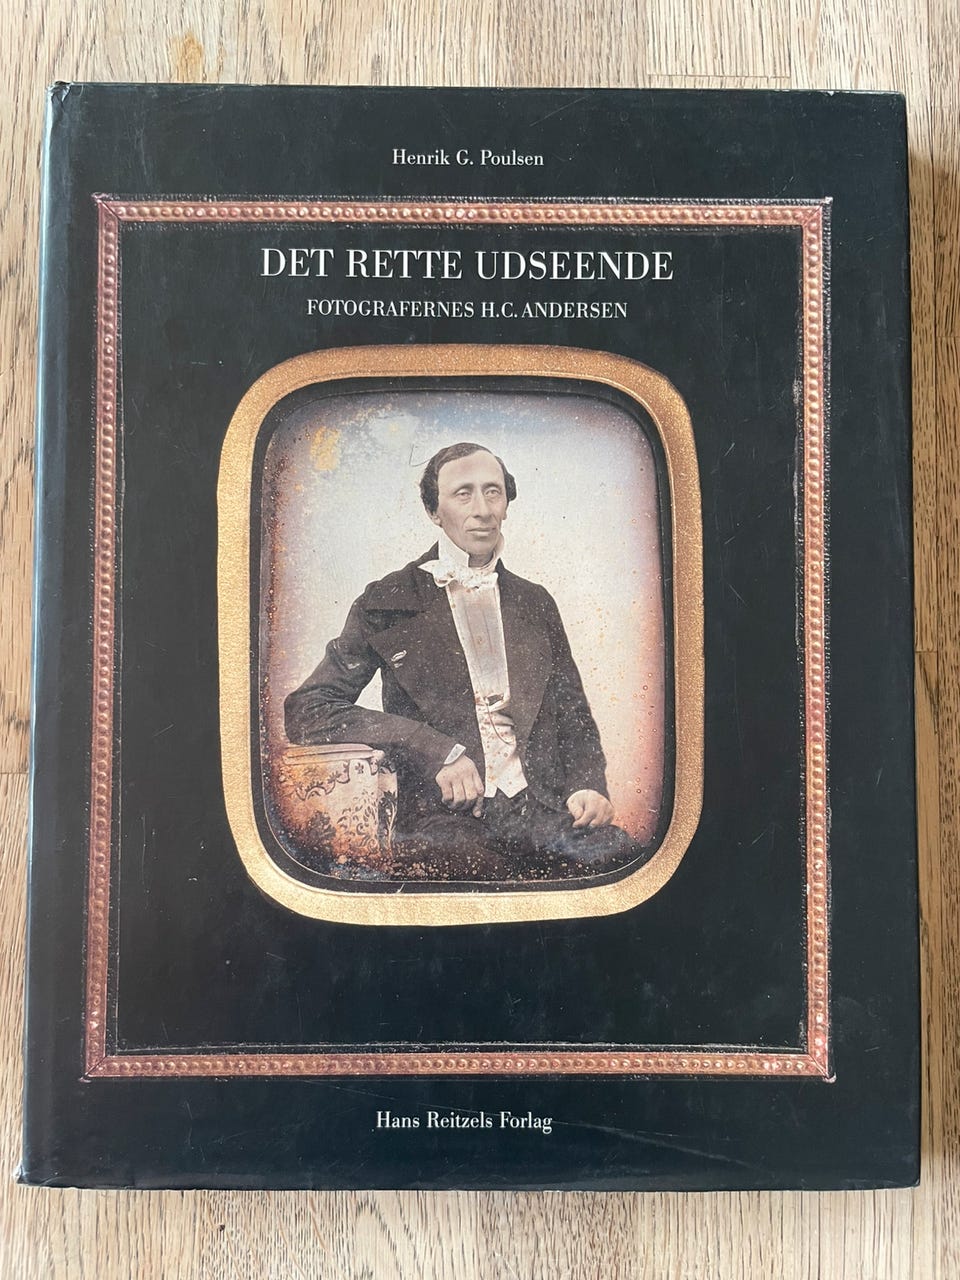 Henrik G. Poulsen
DET RETTE UDSEENDE
FOTOGRAFERNES H.C. ANDERSEN
Hans Reitzels Forlag